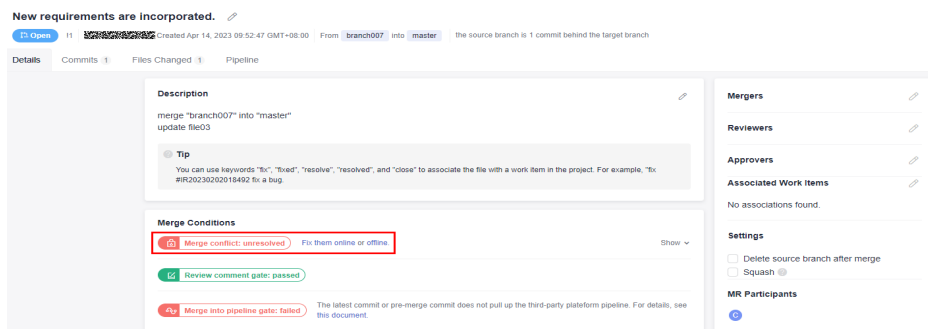 New requirements are incorporated.
Open !1 Created Apr 14, 2023 09:52:47 GMT+08:00 From branch007 into master the source branch is 1 commit behind the target branch
Details Commits 1 Files Changed 1 Pipeline
Description
merge "branch007" into "master"
update file03
Tip
You can use keywords "fix", "fixed", "resolve", "resolved", and "close" to associate the file with a work item in the project. For example, "fix
#IR20230202018492 fix a bug.
Merge Conditions
Merge conflict: unresolved Fix them online or offline. Show
Review comment gate: passed
Merge into pipeline gate: failed The latest commit or pre-merge commit does not pull up the third-party plateform pipeline. For details, see
this document.
Mergers
Reviewers
Approvers
Associated Work Items
No associations found.
Settings
Delete source branch after merge
Squash
MR Participants
C